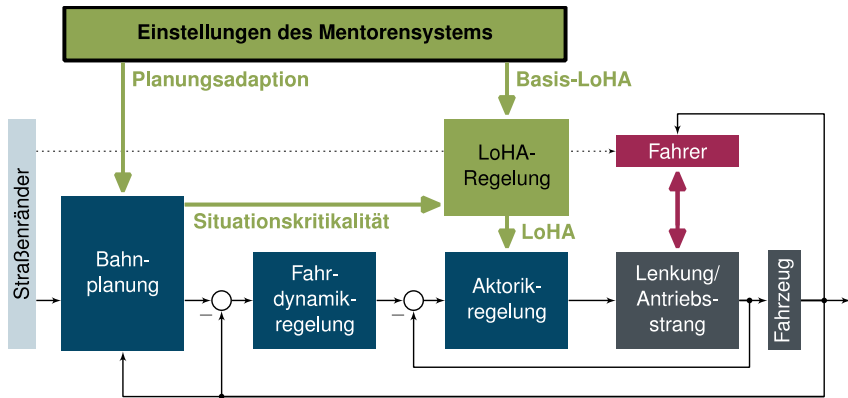 Einstellungen des Mentorensystems
Planungsadaption
Basis-LoHA
Straßenränder
LoHA-
Regelung
Fahrer
Situationskritikalität
LoHA
Bahn-
planung
–
Fahr-
dynamik-
regelung
–
Aktorik-
regelung
Lenkung/
Antriebs-
strang
Fahrzeug